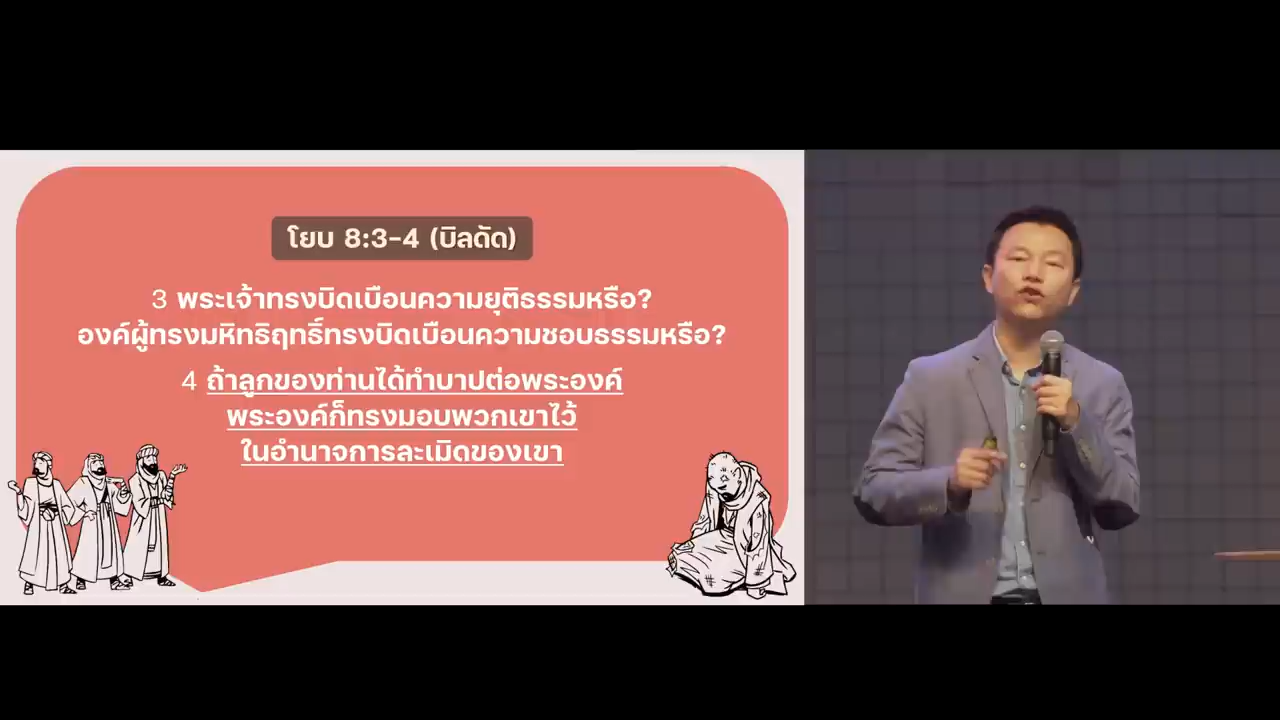 โยบ 8:3-4 (บิลดัด)
3 พระเจ้าทรงบิดเบือนความยุติธรรมหรือ?
องค์ผู้ทรงมหิทธิฤทธิ์ทรงบิดเบือนความชอบธรรมหรือ?
4 ถ้าลูกของท่านได้ทำบาปต่อพระองค์
พระองค์ก็ทรงมอบพวกเขาไว้
ในอำนาจการละเมิดของเขา